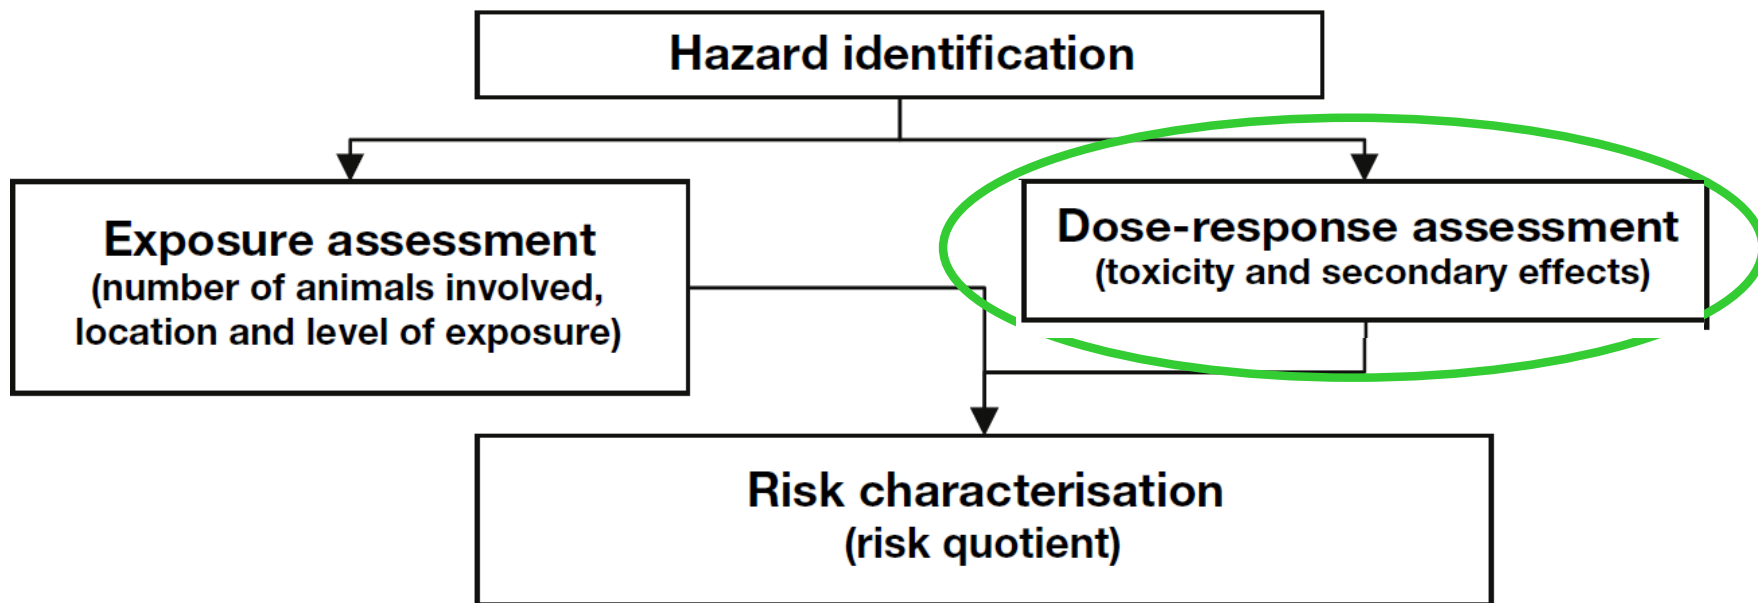 Hazard identification
Exposure assessment
(number of animals involved,
location and level of exposure)
Dose-response assessment
(toxicity and secondary effects)
Risk characterisation
(risk quotient)